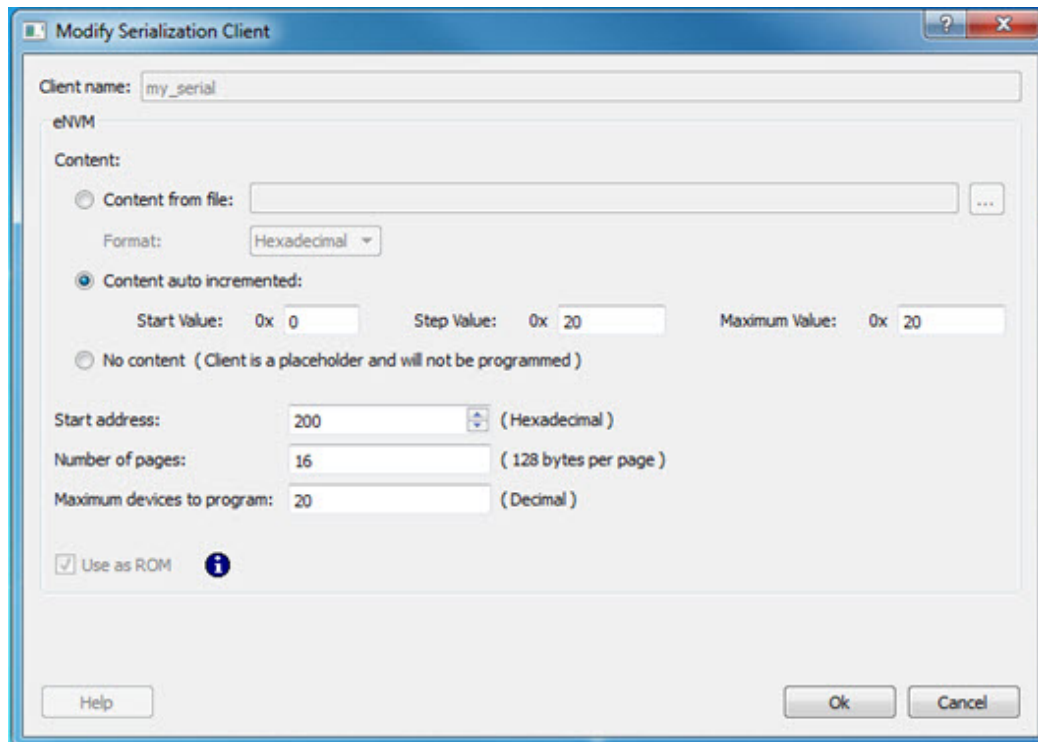 Modify Serialization Client
Client name: my_serial
eNVM
Content:
Content from file: ...
Format: Hexadecimal
Content auto incremented:
Start Value: 0x 0 Step Value: 0x 20 Maximum Value: 0x 20
No content ( Client is a placeholder and will not be programmed )
Start address: 200 ( Hexadecimal )
Number of pages: 16 ( 128 bytes per page )
Maximum devices to program: 20 ( Decimal )
Use as ROM
Help Ok Cancel